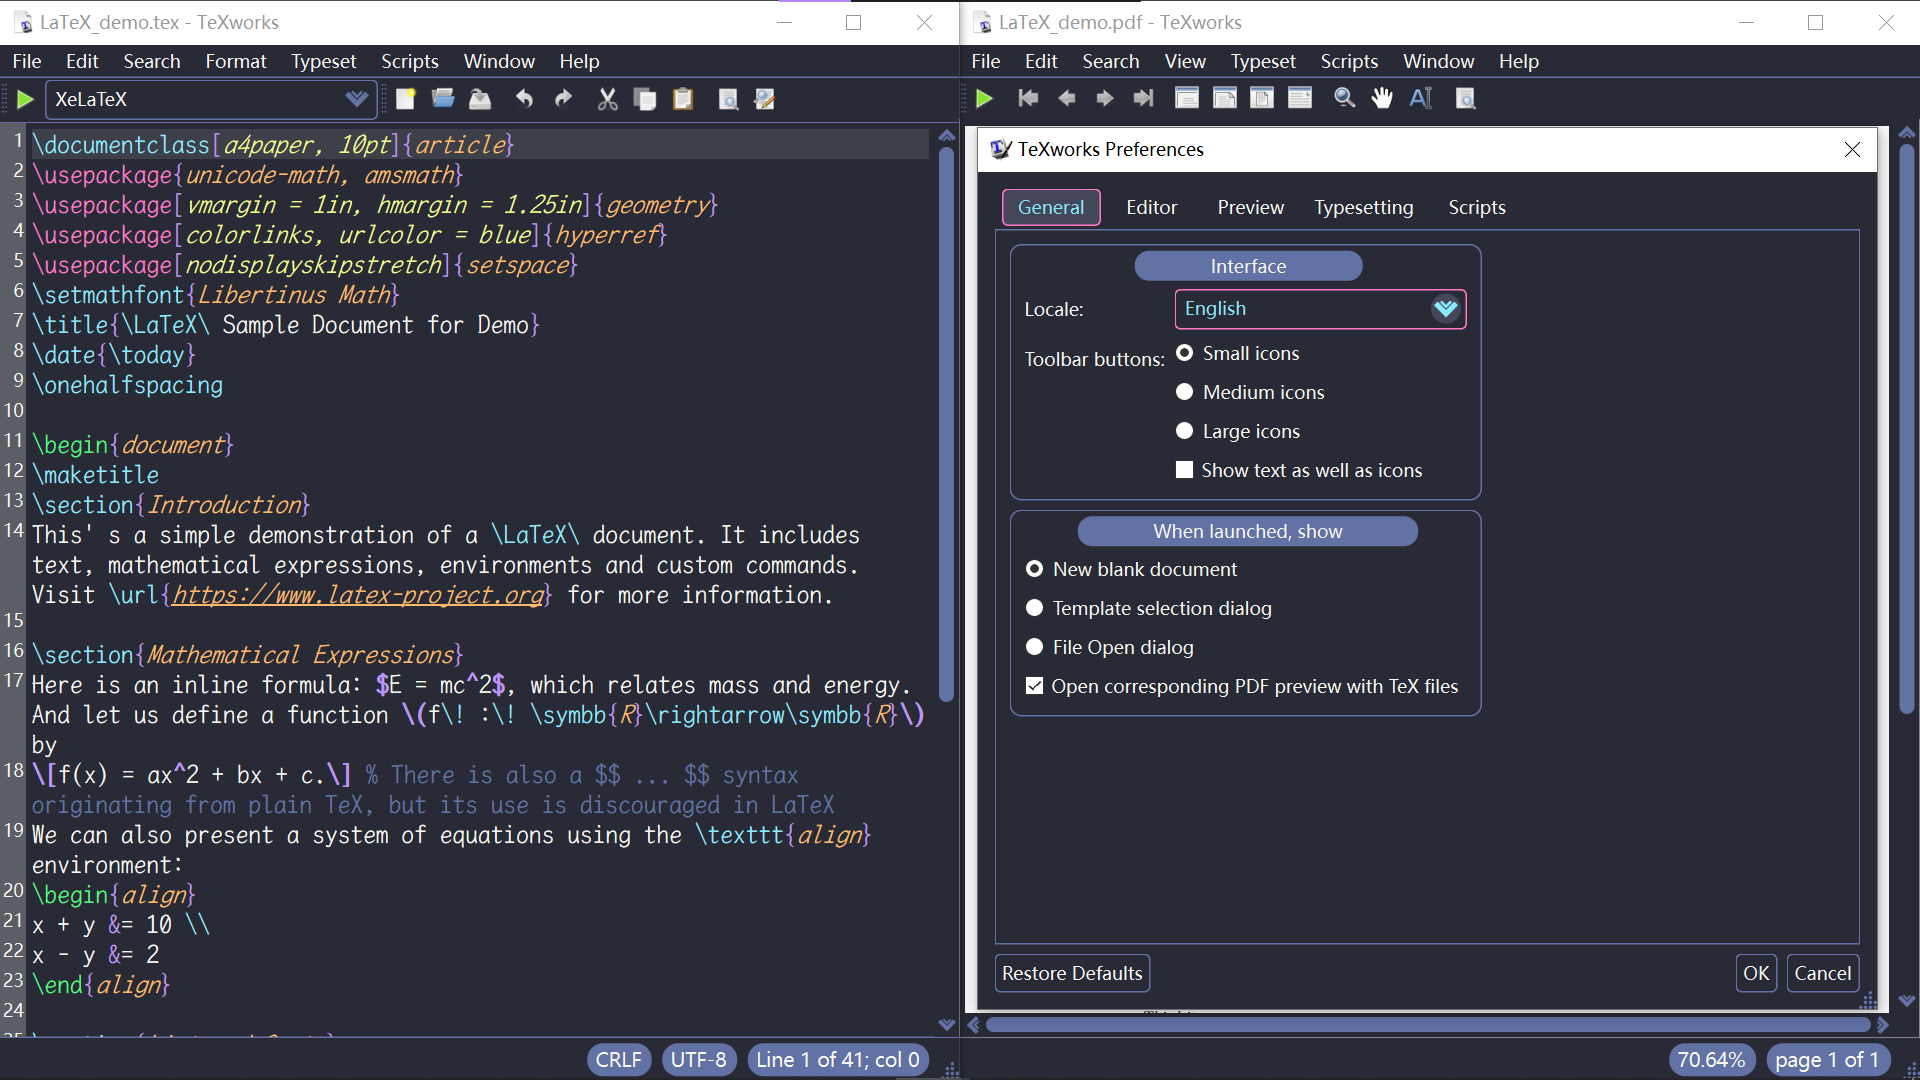 LaTeX_demo.tex - TeXworks
File Edit Search Format Typeset Scripts Window Help
XeLaTeX
1 \documentclass[a4paper, 10pt]{article}
2 \usepackage{unicode-math, amsmath}
3 \usepackage[vmargin = 1in, hmargin = 1.25in]{geometry}
4 \usepackage[colorlinks, urlcolor = blue]{hyperref}
5 \usepackage[nodisplayskipstretch]{setspace}
6 \setmathfont{Libertinus Math}
7 \title{\LaTeX\ Sample Document for Demo}
8 \date{\today}
9 \onehalfspacing
10
11 \begin{document}
12 \maketitle
13 \section{Introduction}
14 This's a simple demonstration of a \LaTeX\ document. It includes
text, mathematical expressions, environments and custom commands.
Visit \url{https://www.latex-project.org} for more information.
15
16 \section{Mathematical Expressions}
17 Here is an inline formula: $E = mc^2$, which relates mass and energy.
And let us define a function \(f\! :\! \symbb{R}\rightarrow\symbb{R}\)
by
18 \[f(x) = ax^2 + bx + c.\] % There is also a $$ ... $$ syntax
originating from plain TeX, but its use is discouraged in LaTeX
19 We can also present a system of equations using the \texttt{align}
environment:
20 \begin{align}
21 x + y &= 10 \\
22 x - y &= 2
23 \end{align}
24
CRLF UTF-8 Line 1 of 41; col 0
LaTeX_demo.pdf - TeXworks
File Edit Search View Typeset Scripts Window Help
TeXworks Preferences
General Editor Preview Typesetting Scripts
Interface
Locale: English
Toolbar buttons: Small icons
Medium icons
Large icons
Show text as well as icons
When launched, show
New blank document
Template selection dialog
File Open dialog
Open corresponding PDF preview with TeX files
Restore Defaults OK Cancel
70.64% page 1 of 1